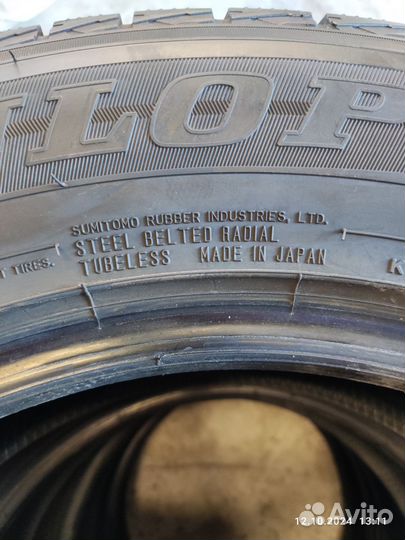 LOP
SUMITOMO RUBBER INDUSTRIES, LTD.
T TIRES. STEEL BELTED RADIAL
TUBELESS MADE IN JAPAN K
Avito
12.10.2024 13:11